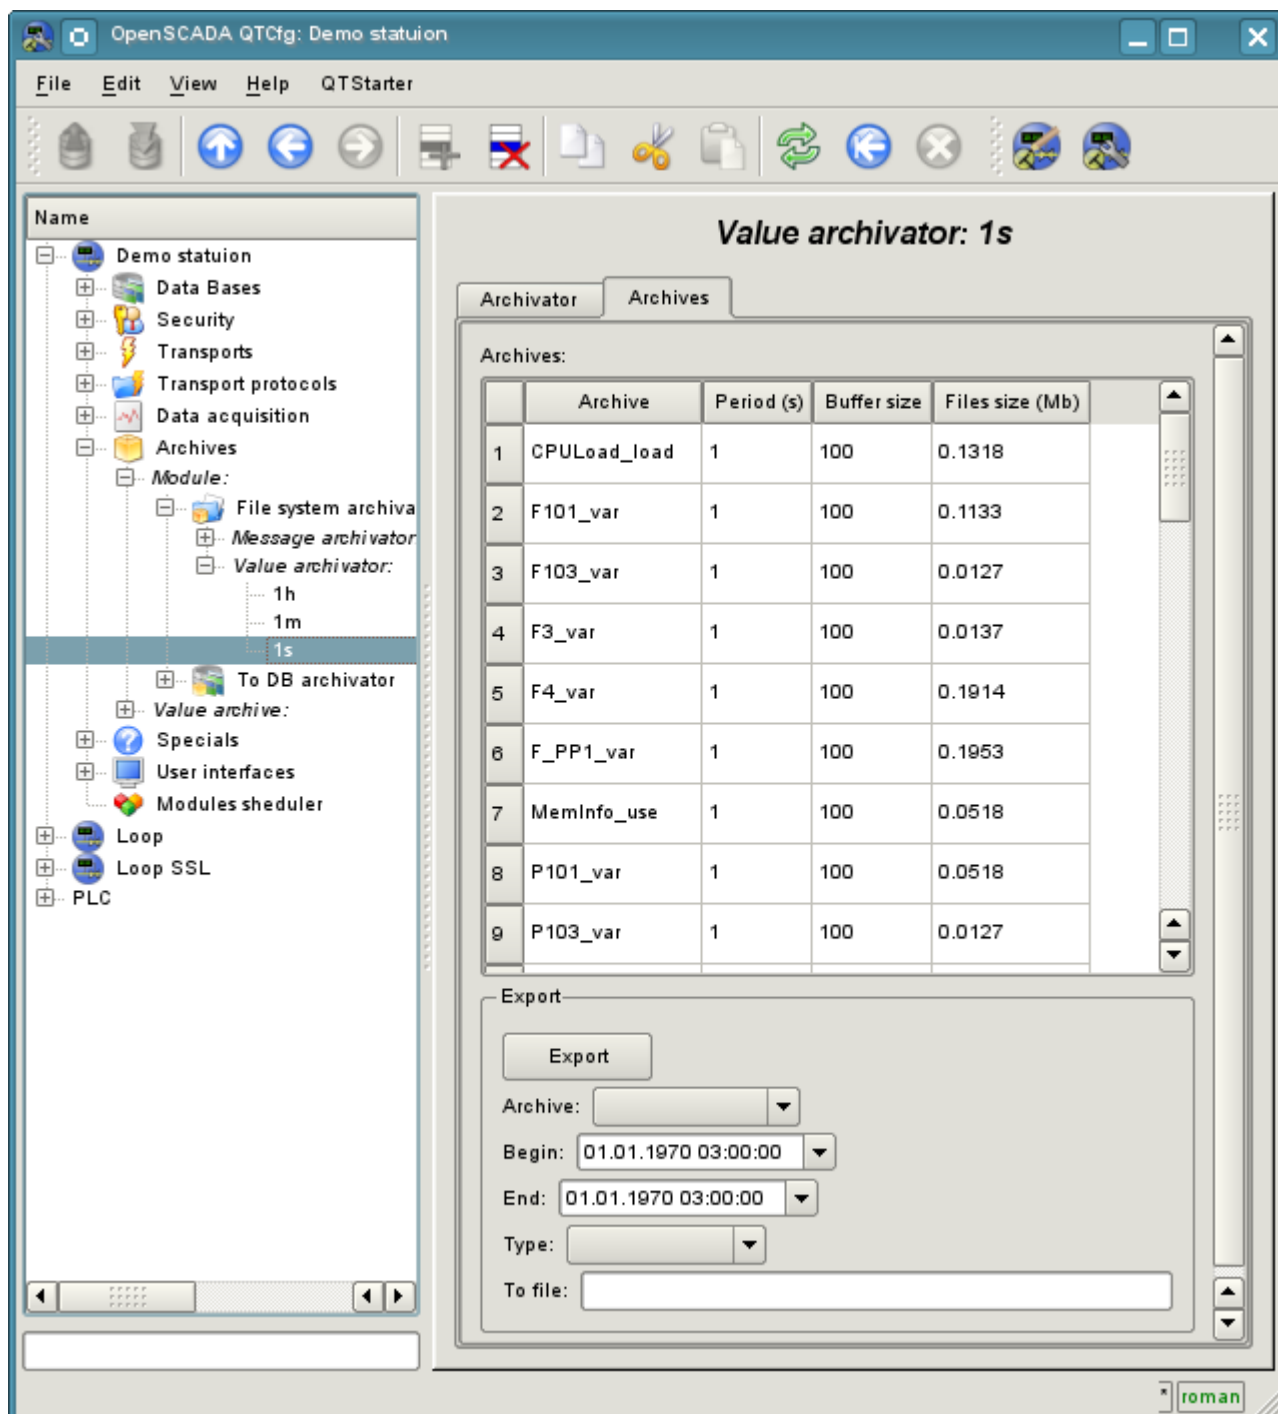 OpenSCADA QTCfg: Demo statuion
File Edit View Help QTStarter
Name
Demo statuion
Data Bases
Security
Transports
Transport protocols
Data acquisition
Archives
Module:
File system archiva
Message archivator
Value archivator:
1h
1m
1s
To DB archivator
Value archive:
Specials
User interfaces
Modules sheduler
Loop
Loop SSL
PLC
Value archivator: 1s
Archivator Archives
Archives:
Archive Period (s) Buffer size Files size (Mb)
1 CPULoad_load 1 100 0.1318
2 F101_var 1 100 0.1133
3 F103_var 1 100 0.0127
4 F3_var 1 100 0.0137
5 F4_var 1 100 0.1914
6 F_PP1_var 1 100 0.1953
7 MemInfo_use 1 100 0.0518
8 P101_var 1 100 0.0518
9 P103_var 1 100 0.0127
Export
Export
Archive:
Begin: 01.01.1970 03:00:00
End: 01.01.1970 03:00:00
Type:
To file:
* roman